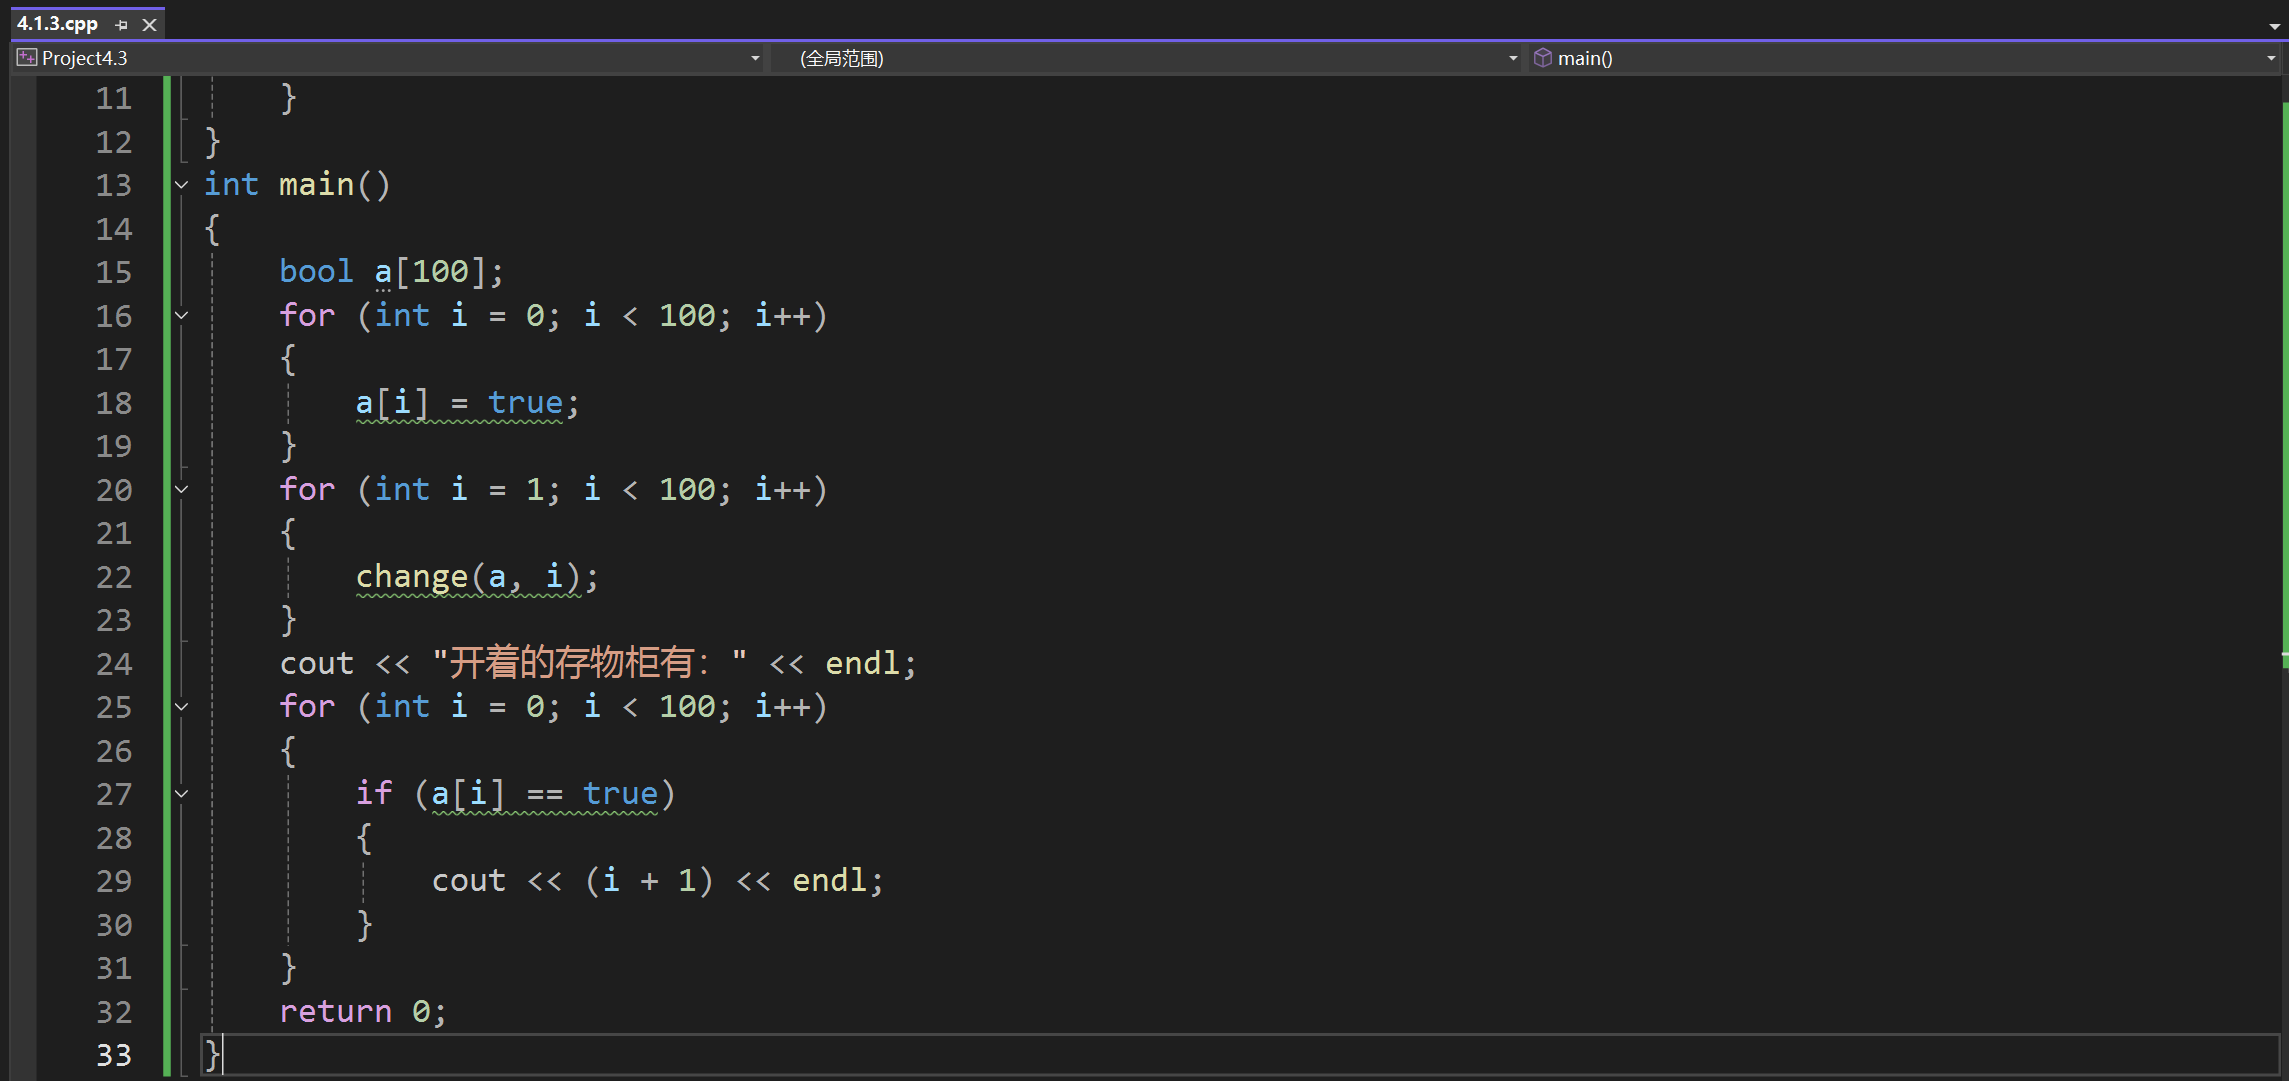 4.1.3.cpp
Project4.3 (全局范围) main()
11 }
12 }
13 int main()
14 {
15 bool a[100];
16 for (int i = 0; i < 100; i++)
17 {
18 a[i] = true;
19 }
20 for (int i = 1; i < 100; i++)
21 {
22 change(a, i);
23 }
24 cout << "开着的存物柜有：" << endl;
25 for (int i = 0; i < 100; i++)
26 {
27 if (a[i] == true)
28 {
29 cout << (i + 1) << endl;
30 }
31 }
32 return 0;
33 }